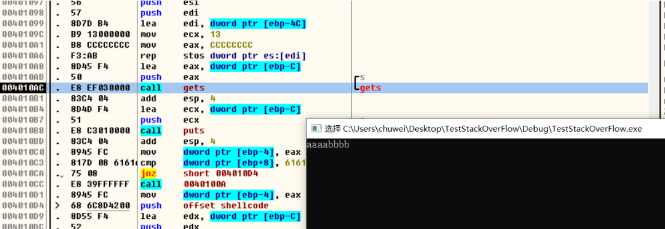 00401097 . 56 push esi
00401098 . 57 push edi
00401099 . 8D7D B4 lea edi, dword ptr [ebp-4C]
0040109C . B9 13000000 mov ecx, 13
004010A1 . B8 CCCCCCCC mov eax, CCCCCCCC
004010A6 . F3:AB rep stos dword ptr es:[edi]
004010A8 . 8D45 F4 lea eax, dword ptr [ebp-C]
004010AB . 50 push eax s
004010AC . E8 EF030000 call gets gets
004010B1 . 83C4 04 add esp, 4
004010B4 . 8D4D F4 lea ecx, dword ptr [ebp-C]
004010B7 . 51 push ecx
004010B8 . E8 C3010000 call puts
004010BD . 83C4 04 add esp, 4
004010C0 . 8945 FC mov dword ptr [ebp-4], eax
004010C3 . 817D 08 6161 cmp dword ptr [ebp+8], 6161
004010CA . 75 08 jnz short 004010D4
004010CC . E8 39FFFFFF call 0040100A
004010D1 . 8945 FC mov dword ptr [ebp-4], eax
004010D4 > 68 6C8D4200 push offset shellcode
004010D9 . 8D55 F4 lea edx, dword ptr [ebp-C]
004010DC . 52 push edx
选择 C:\Users\chuwei\Desktop\TestStackOverFlow\Debug\TestStackOverFlow.exe
aaaabbbb